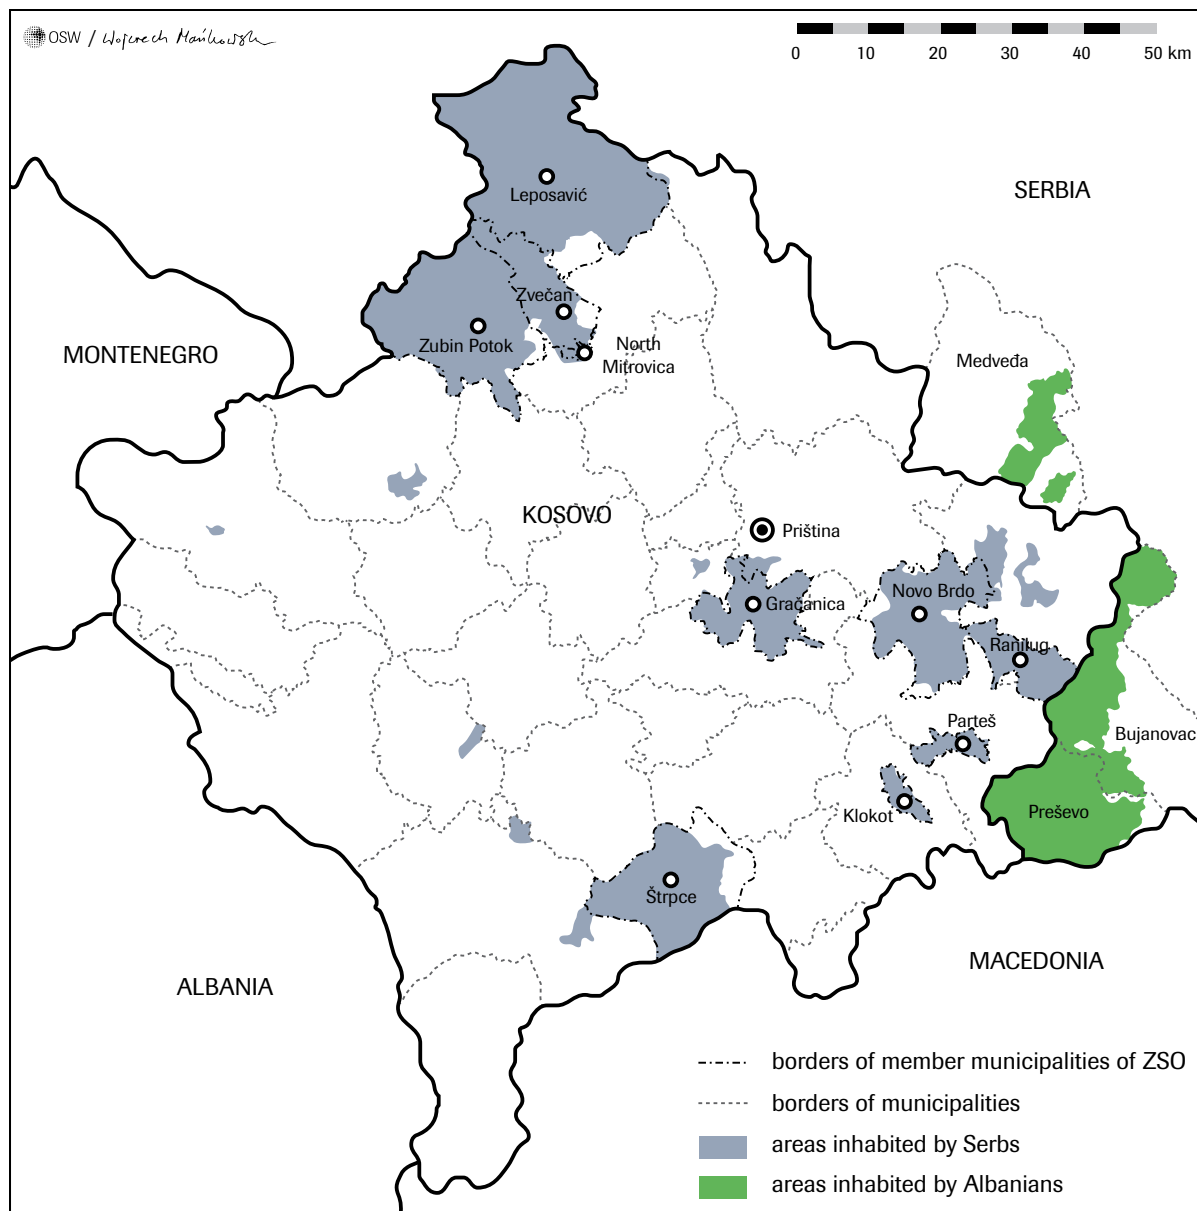 OSW / Wojciech Mańkowski
0 10 20 30 40 50 km
SERBIA
Leposavić
Zvečan
MONTENEGRO
Zubin Potok
North
Mitrovica
Medveđa
KOSOVO
Priština
Novo Brdo
Gračanica
Ranilug
Parteš
Bujanovac
Klokot
Preševo
Štrpce
MACEDONIA
ALBANIA
borders of member municipalities of ZSO
borders of municipalities
areas inhabited by Serbs
areas inhabited by Albanians